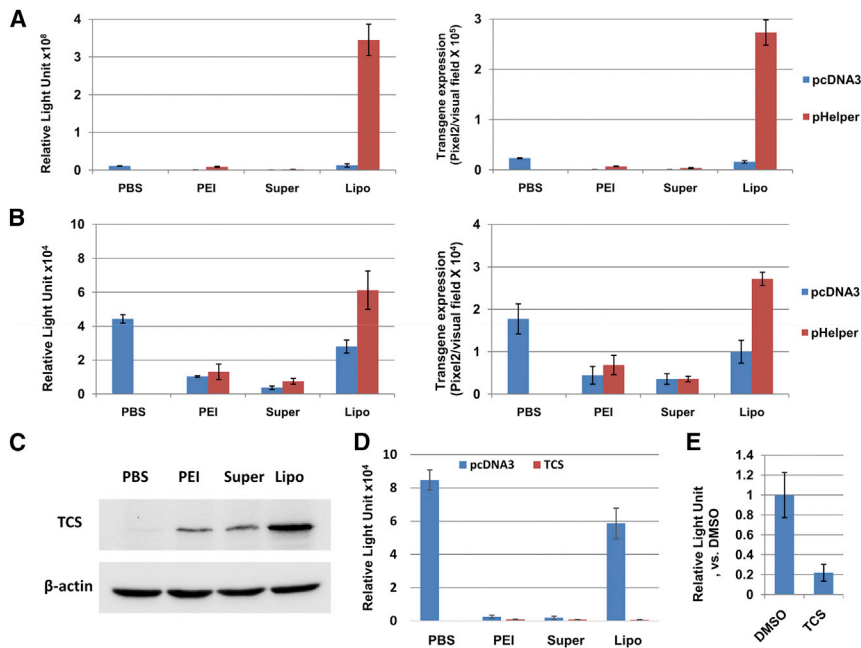 A
Relative Light Unit x10⁸
4
3
2
1
0
PBS PEI Super Lipo
Transgene expression
(Pixel2/visual field X 10⁵)
3
2
1
0
PBS PEI Super Lipo
pcDNA3
pHelper
B
Relative Light Unit x10⁴
10
8
6
4
2
0
PBS PEI Super Lipo
Transgene expression
(Pixel2/visual field X 10⁴)
4
3
2
1
0
PBS PEI Super Lipo
pcDNA3
pHelper
C
PBS PEI Super Lipo
TCS
β-actin
D
Relative Light Unit x10⁴
10
8
6
4
2
0
pcDNA3 TCS
PBS PEI Super Lipo
E
Relative Light Unit
, vs. DMSO
1.4
1.2
1
0.8
0.6
0.4
0.2
0
DMSO TCS